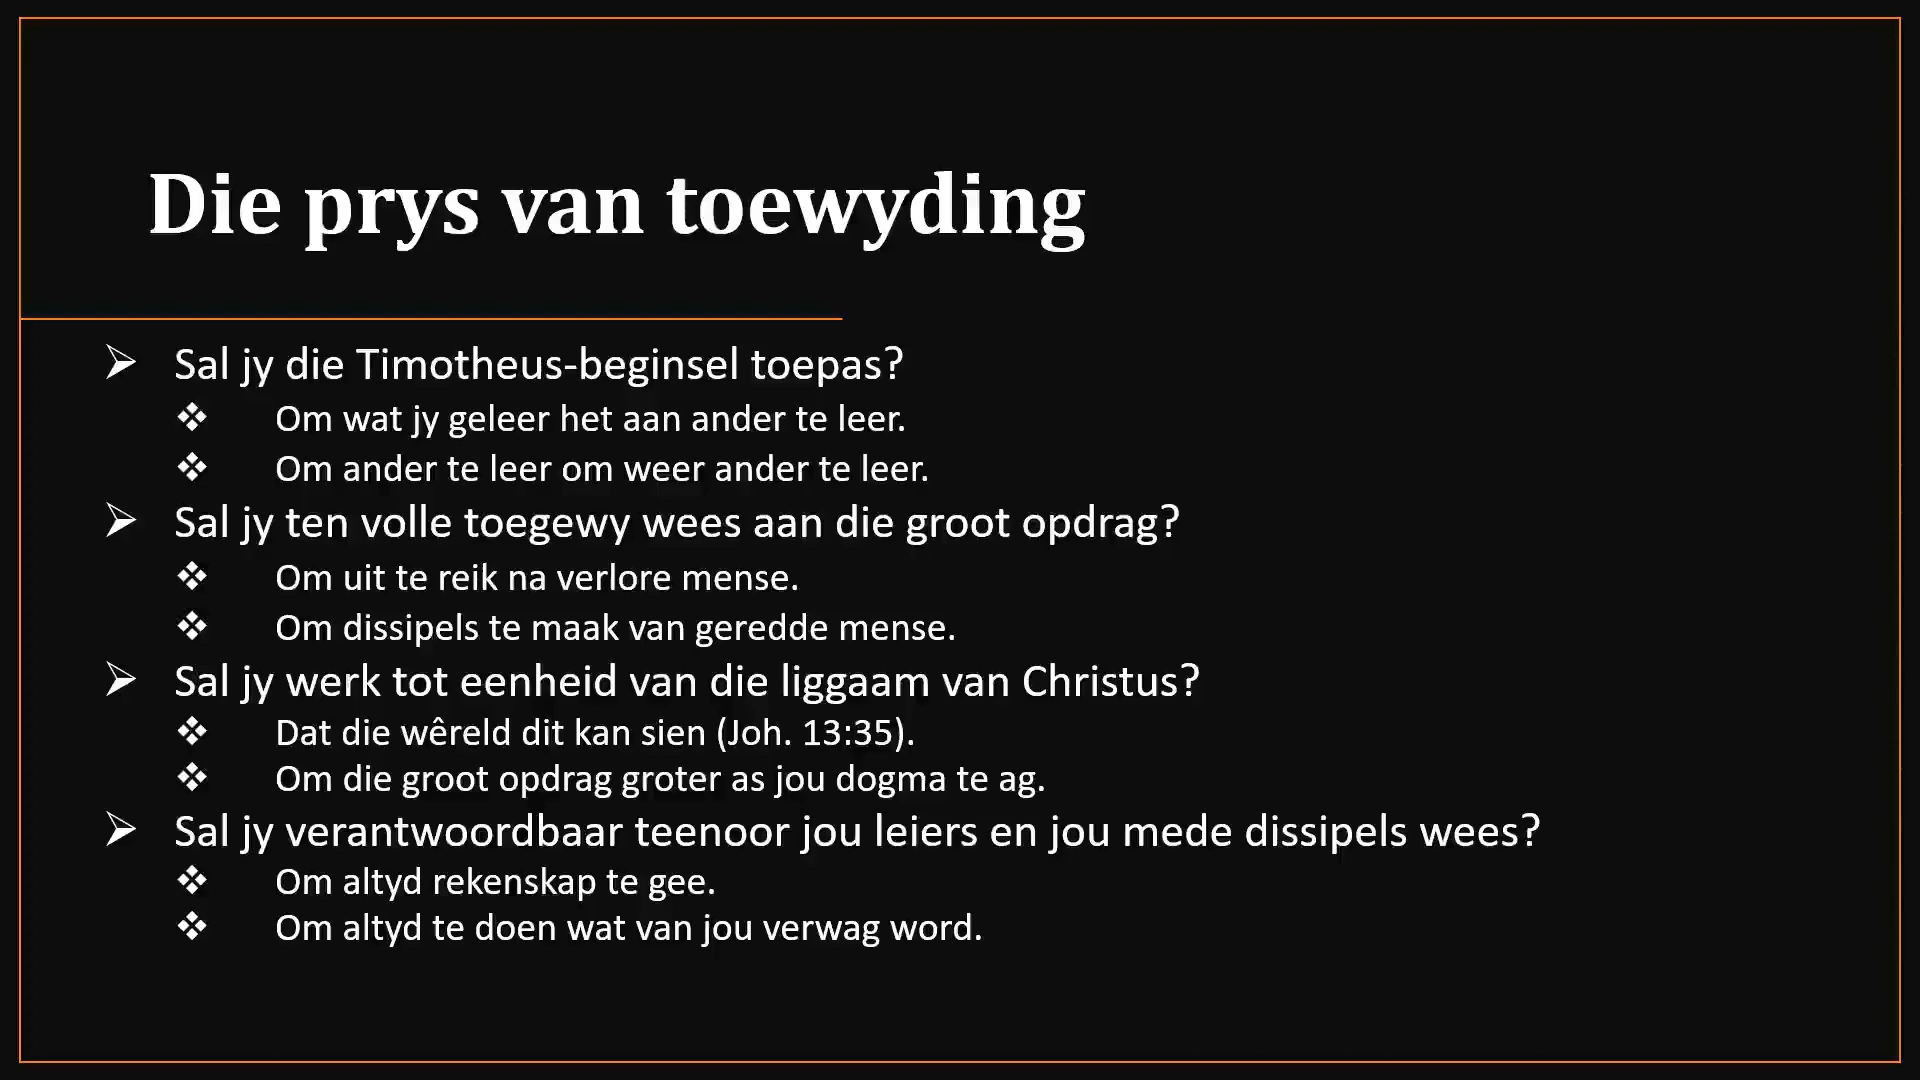 Die prys van toewyding
➢ Sal jy die Timotheus-beginsel toepas?
❖ Om wat jy geleer het aan ander te leer.
❖ Om ander te leer om weer ander te leer.
➢ Sal jy ten volle toegewy wees aan die groot opdrag?
❖ Om uit te reik na verlore mense.
❖ Om dissipels te maak van geredde mense.
➢ Sal jy werk tot eenheid van die liggaam van Christus?
❖ Dat die wêreld dit kan sien (Joh. 13:35).
❖ Om die groot opdrag groter as jou dogma te ag.
➢ Sal jy verantwoordbaar teenoor jou leiers en jou mede dissipels wees?
❖ Om altyd rekenskap te gee.
❖ Om altyd te doen wat van jou verwag word.